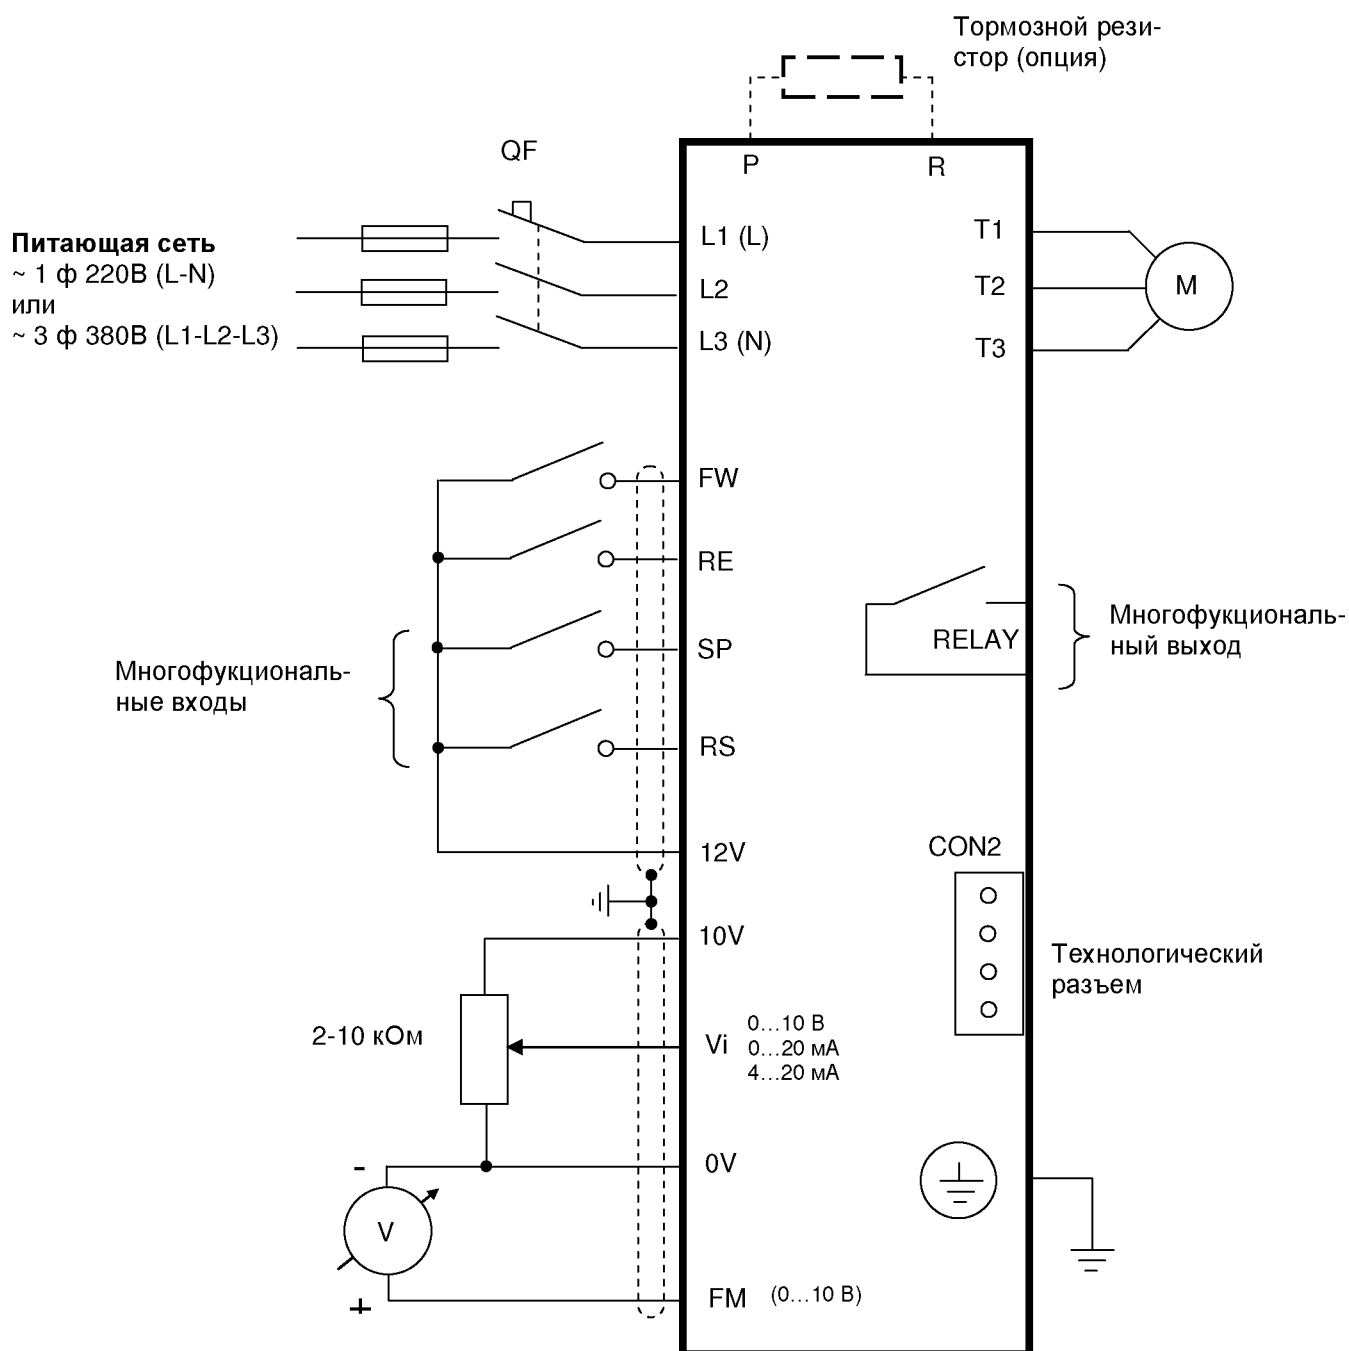 Тормозной рези-
стор (опция)
QF
P
R
Питающая сеть
~ 1 ф 220В (L-N)
или
~ 3 ф 380В (L1-L2-L3)
L1 (L)
L2
L3 (N)
T1
T2
T3
M
FW
RE
SP
RS
12V
Многофукциональ-
ные входы
RELAY
Многофукциональ-
ный выход
CON2
Технологический
разъем
10V
2-10 кОм
Vi
0...10 В
0...20 мА
4...20 мА
-
0V
V
+
FM
(0...10 В)